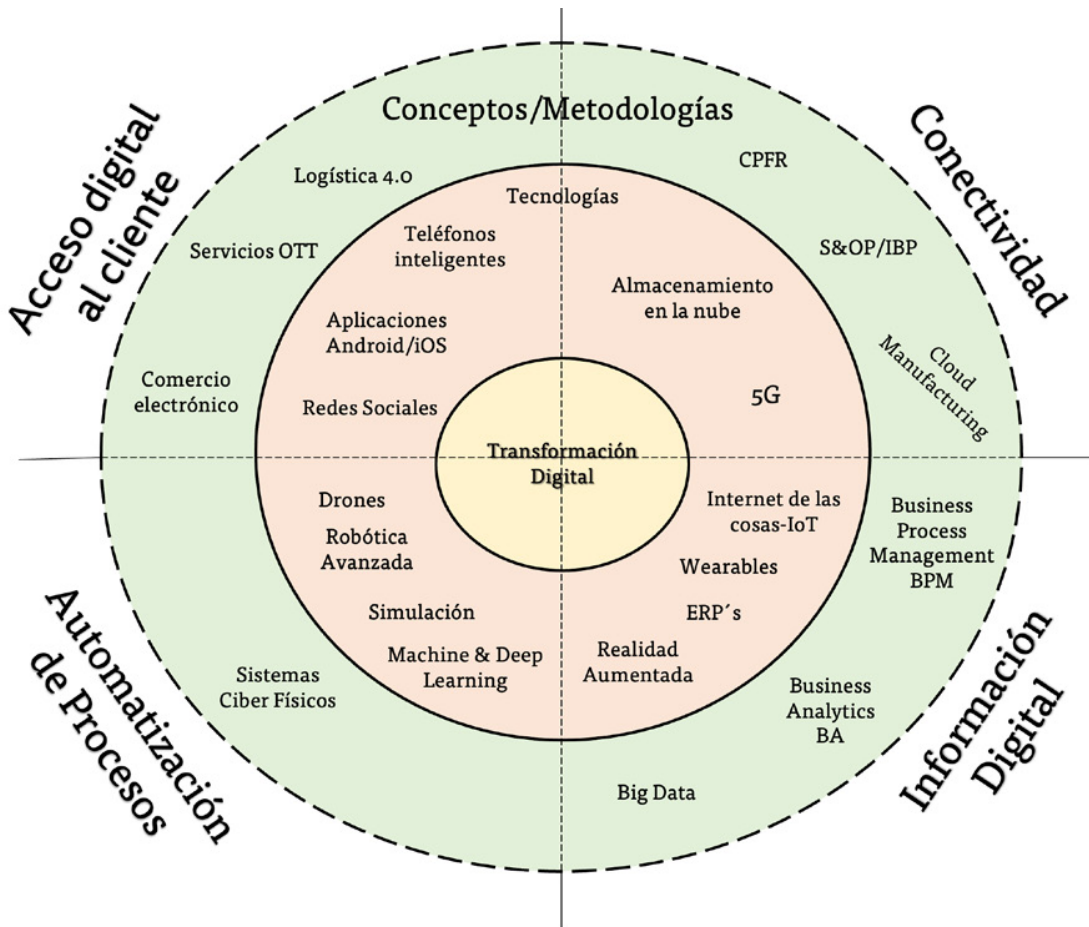 Conceptos/Metodologías
Acceso digital
al cliente
Logística 4.0
Servicios OTT
Comercio
electrónico
Conectividad
CPFR
S&OP/IBP
Cloud
Manufacturing
Tecnologías
Teléfonos
inteligentes
Aplicaciones
Android/iOS
Redes Sociales
Almacenamiento
en la nube
5G
Transformación
Digital
Drones
Robótica
Avanzada
Simulación
Machine & Deep
Learning
Internet de las
cosas-IoT
Wearables
ERP´s
Realidad
Aumentada
Automatización
de Procesos
Sistemas
Ciber Físicos
Business
Process
Management
BPM
Business
Analytics
BA
Big Data
Información
Digital